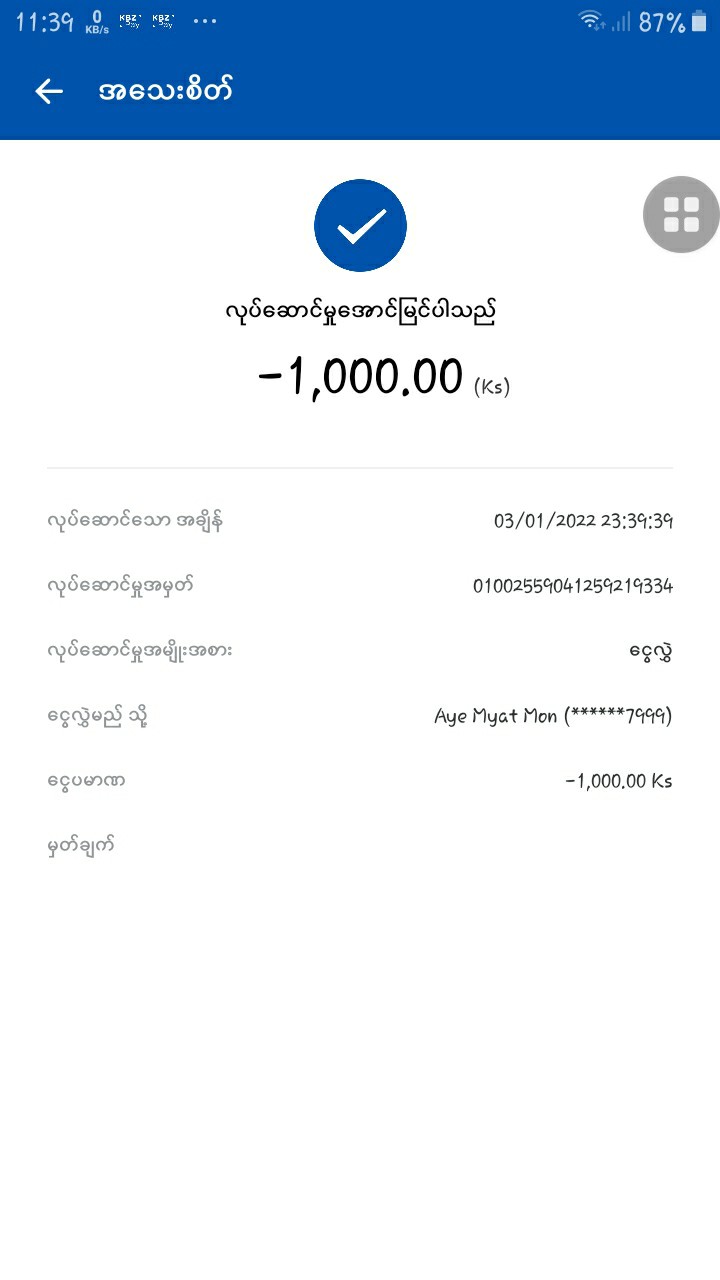 11:39 0 KB/s KBZ Pay KBZ Pay ... 87%
အသေးစိတ်
လုပ်ဆောင်မှုအောင်မြင်ပါသည်
-1,000.00 (Ks)
လုပ်ဆောင်သော အချိန် 03/01/2022 23:39:39
လုပ်ဆောင်မှုအမှတ် 01002559041259219334
လုပ်ဆောင်မှုအမျိုးအစား ငွေလွှဲ
ငွေလွှဲမည် သို့ Aye Myat Mon (******7999)
ငွေပမာဏ -1,000.00 Ks
မှတ်ချက်